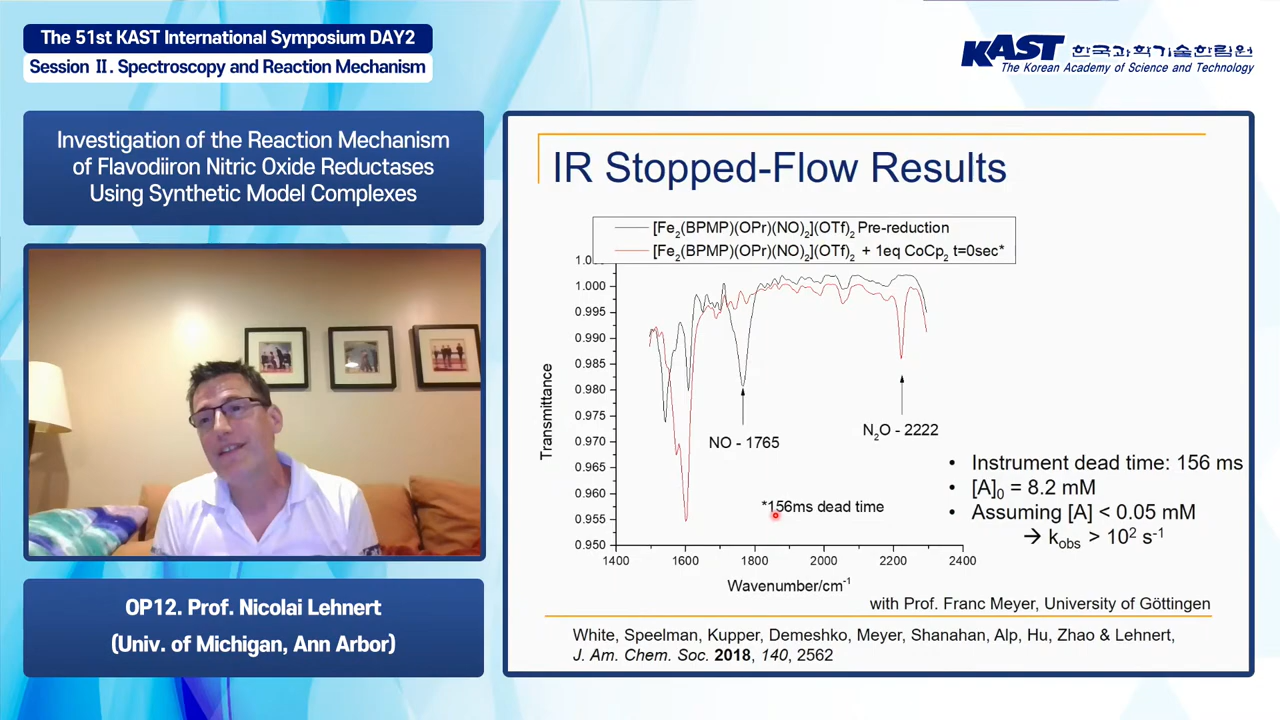 The 51st KAST International Symposium DAY2
Session Ⅱ. Spectroscopy and Reaction Mechanism
KAST 한국과학기술한림원
The Korean Academy of Science and Technology
Investigation of the Reaction Mechanism
of Flavodiiron Nitric Oxide Reductases
Using Synthetic Model Complexes
OP12. Prof. Nicolai Lehnert
(Univ. of Michigan, Ann Arbor)
IR Stopped-Flow Results
[Fe₂(BPMP)(OPr)(NO)₂](OTf)₂ Pre-reduction
[Fe₂(BPMP)(OPr)(NO)₂](OTf)₂ + 1eq CoCp₂ t=0sec*
1.000
0.995
0.990
0.985
0.980
0.975
0.970
0.965
0.960
0.955
0.950
Transmittance
NO - 1765
N₂O - 2222
*156ms dead time
1400 1600 1800 2000 2200 2400
Wavenumber/cm⁻¹
• Instrument dead time: 156 ms
• [A]₀ = 8.2 mM
• Assuming [A] < 0.05 mM
→ kobs > 10² s⁻¹
with Prof. Franc Meyer, University of Göttingen
White, Speelman, Kupper, Demeshko, Meyer, Shanahan, Alp, Hu, Zhao & Lehnert,
J. Am. Chem. Soc. 2018, 140, 2562